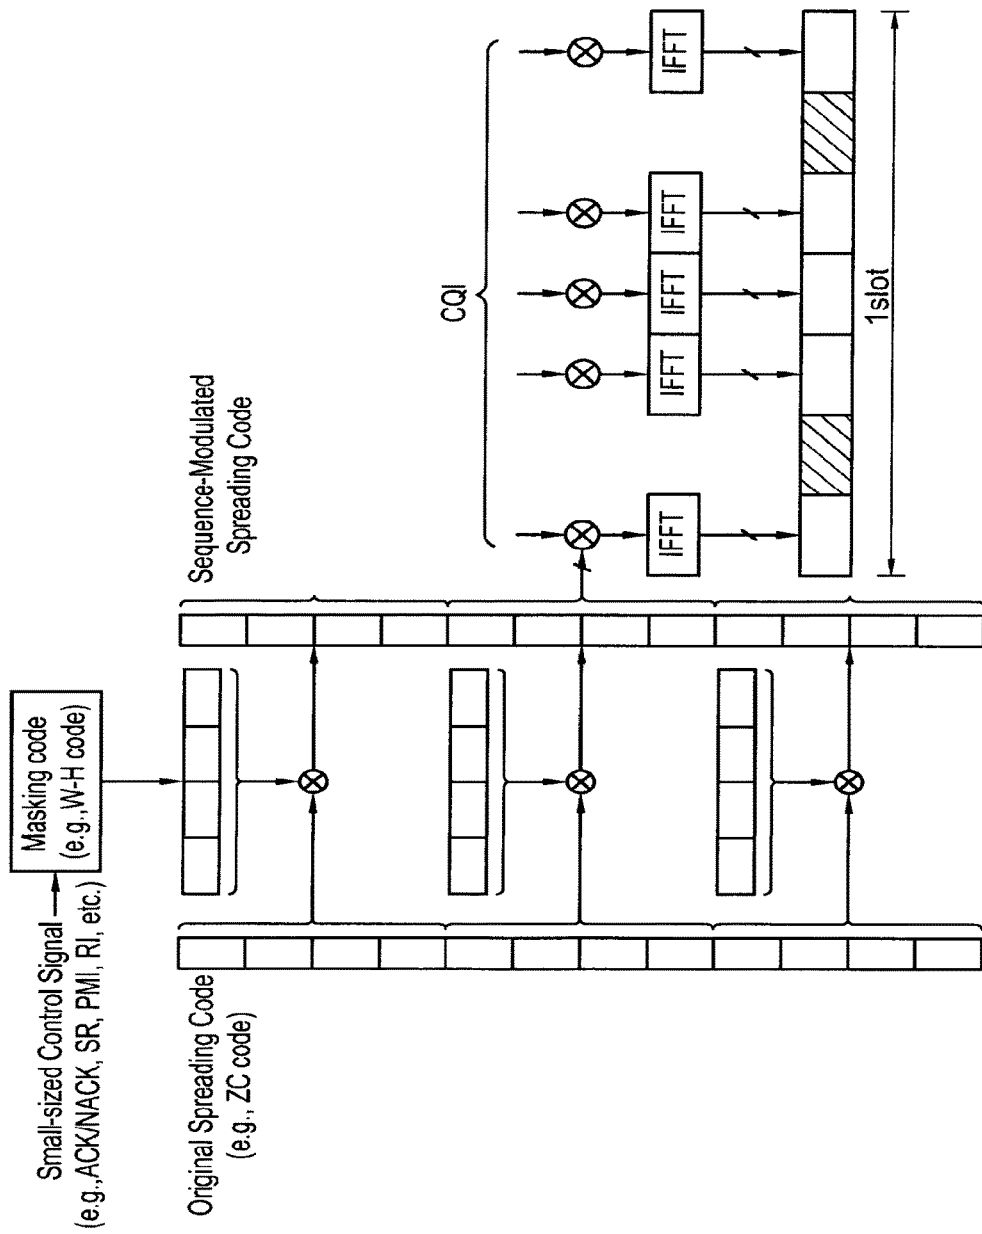 Small-sized Control Signal
(e.g.,ACK/NACK, SR, PMI, RI, etc.)
Masking code
(e.g.,W-H code)
Original Spreading Code
(e.g., ZC code)
Sequence-Modulated
Spreading Code
CQI
IFFT
IFFT
IFFT
IFFT
IFFT
1slot